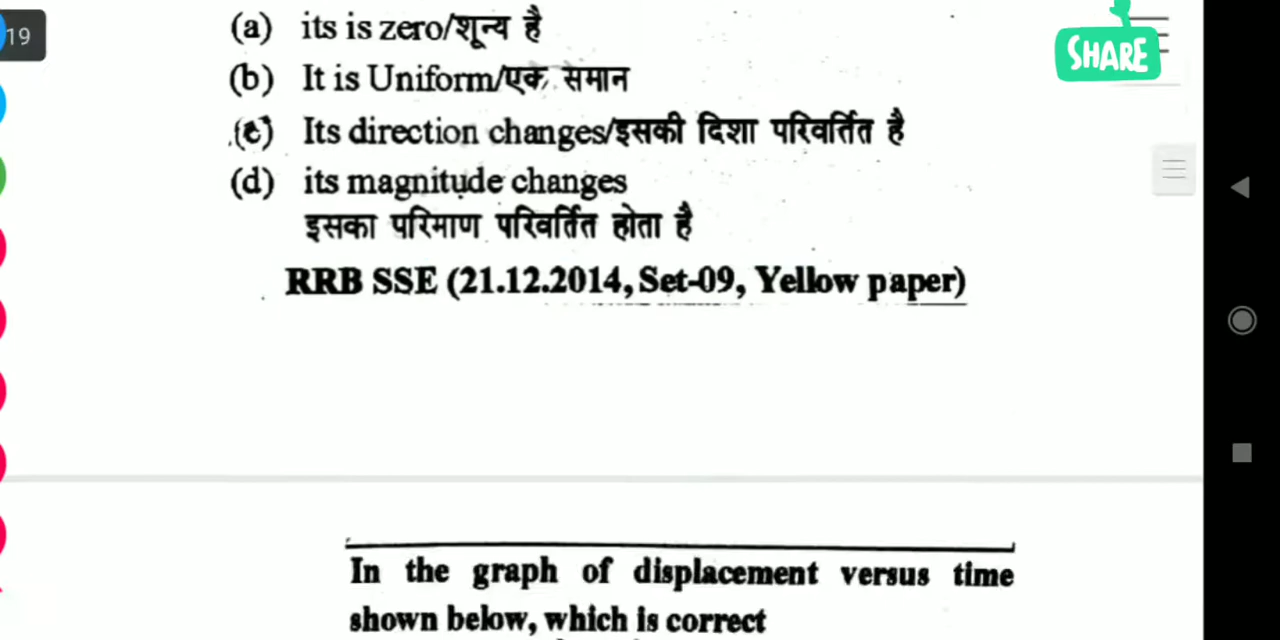 19
SHARE
(a) its is zero/शून्य है
(b) It is Uniform/एक समान
(c) Its direction changes/इसकी दिशा परिवर्तित है
(d) its magnitude changes
इसका परिमाण परिवर्तित होता है
RRB SSE (21.12.2014, Set-09, Yellow paper)
In the graph of displacement versus time
shown below, which is correct